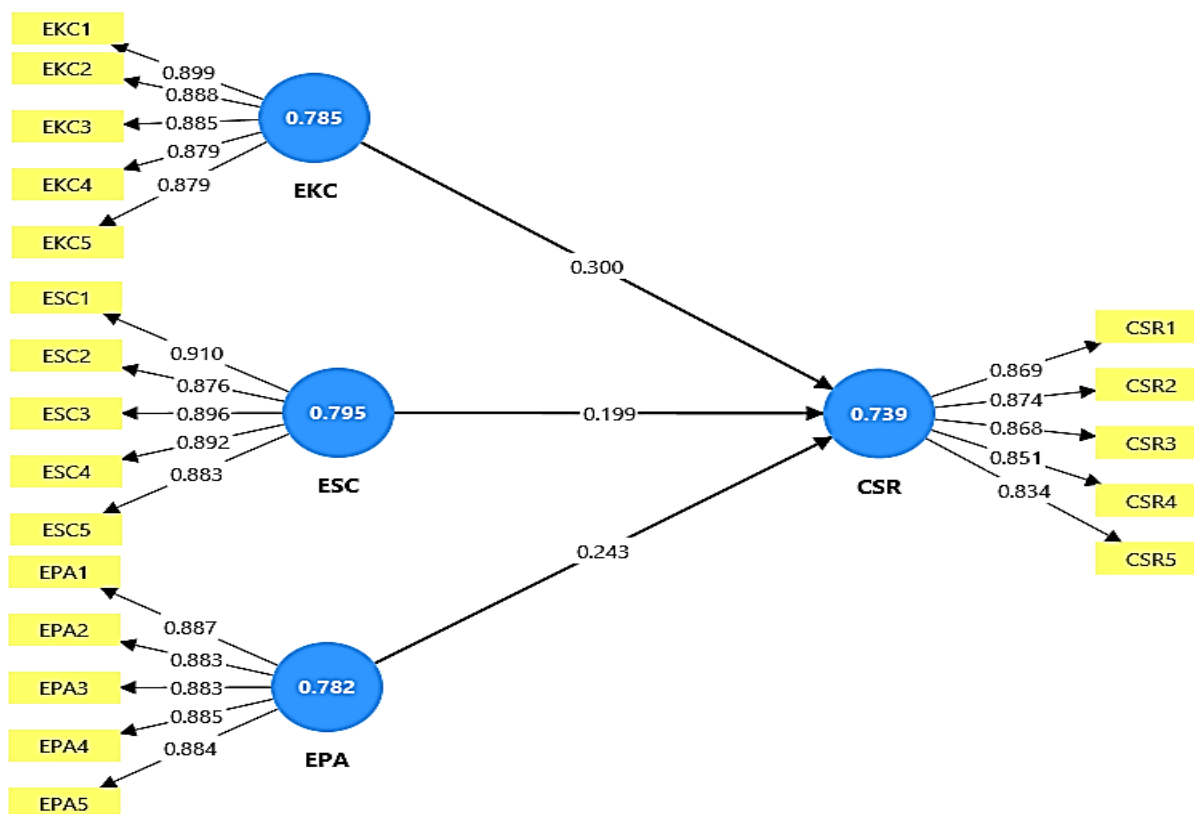 EKC1
EKC2
EKC3
EKC4
EKC5
0.899
0.888
0.885
0.879
0.879
0.785
EKC
0.300
ESC1
ESC2
ESC3
ESC4
ESC5
0.910
0.876
0.896
0.892
0.883
0.795
ESC
0.199
EPA1
EPA2
EPA3
EPA4
EPA5
0.887
0.883
0.883
0.885
0.884
0.782
EPA
0.243
0.739
CSR
0.869
0.874
0.868
0.851
0.834
CSR1
CSR2
CSR3
CSR4
CSR5